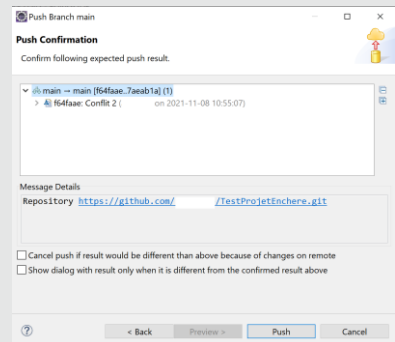 Push Branch main
Push Confirmation
Confirm following expected push result.
main → main [f64faae..7aeab1a] (1)
f64faae: Conflit 2 ( on 2021-11-08 10:55:07)
Message Details
Repository https://github.com/ /TestProjetEnchere.git
Cancel push if result would be different than above because of changes on remote
Show dialog with result only when it is different from the confirmed result above
< Back Preview > Push Cancel